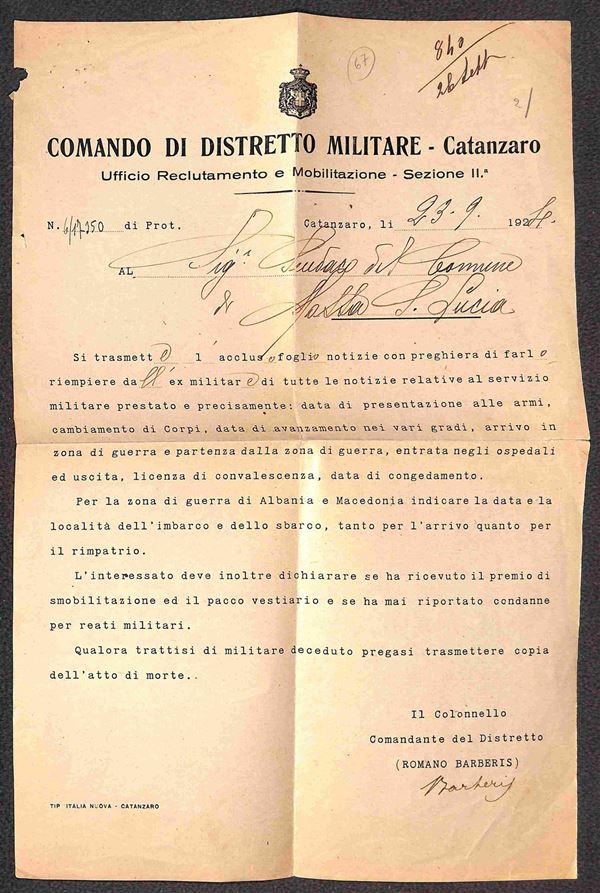 67
840
26 Sett
2/
COMANDO DI DISTRETTO MILITARE - Catanzaro
Ufficio Reclutamento e Mobilitazione - Sezione II.ª
N. 6/17350 di Prot. Catanzaro, li 23-9. 1924.
AL Sig.r Sindaco del Comune
di Motta S. Lucia
Si trasmette l'accluso foglio notizie con preghiera di farlo
riempiere dall'ex militare di tutte le notizie relative al servizio
militare prestato e precisamente: data di presentazione alle armi,
cambiamento di Corpi, data di avanzamento nei vari gradi, arrivo in
zona di guerra e partenza dalla zona di guerra, entrata negli ospedali
ed uscita, licenza di convalescenza, data di congedamento.
Per la zona di guerra di Albania e Macedonia indicare la data e la
località dell'imbarco e dello sbarco, tanto per l'arrivo quanto per
il rimpatrio.
L'interessato deve inoltre dichiarare se ha ricevuto il premio di
smobilitazione ed il pacco vestiario e se ha mai riportato condanne
per reati militari.
Qualora trattisi di militare deceduto pregasi trasmettere copia
dell'atto di morte..
Il Colonnello
Comandante del Distretto
(ROMANO BARBERIS)
Barberis
TIP ITALIA NUOVA - CATANZARO